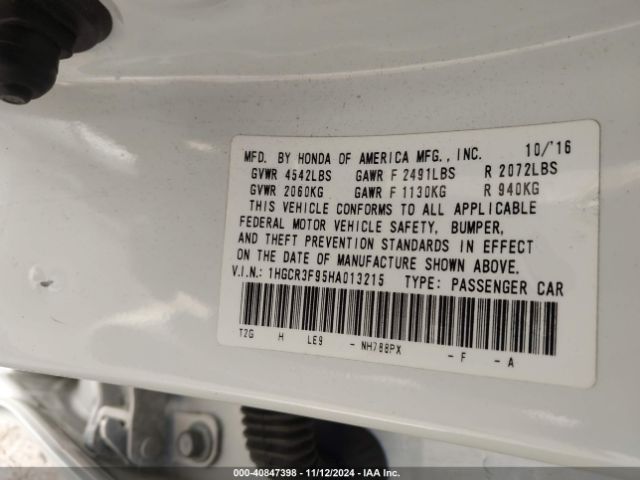 MFD. BY HONDA OF AMERICA MFG., INC. 10/'16
GVWR 4542LBS GAWR F 2491LBS R 2072LBS
GVWR 2060KG GAWR F 1130KG R 940KG
THIS VEHICLE CONFORMS TO ALL APPLICABLE
FEDERAL MOTOR VEHICLE SAFETY, BUMPER,
AND THEFT PREVENTION STANDARDS IN EFFECT
ON THE DATE OF MANUFACTURE SHOWN ABOVE.
V.I.N.: 1HGCR3F95HA013215 TYPE: PASSENGER CAR
T2G H LE9 - NH788PX - F - A
000-40847398 - 11/12/2024 - IAA Inc.